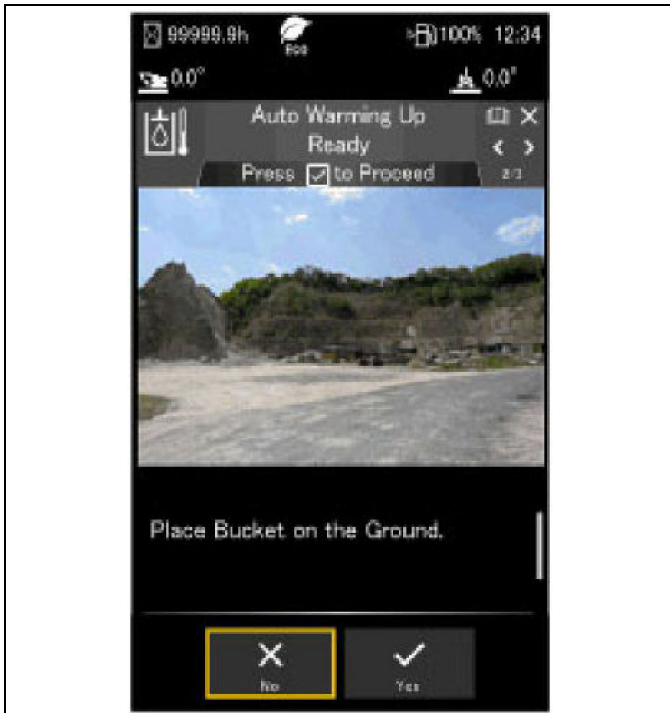 99999.9h Eco 100% 12:34
0.0° 0.0°
Auto Warming Up
Ready
Press to Proceed 2/3
Place Bucket on the Ground.
No Yes